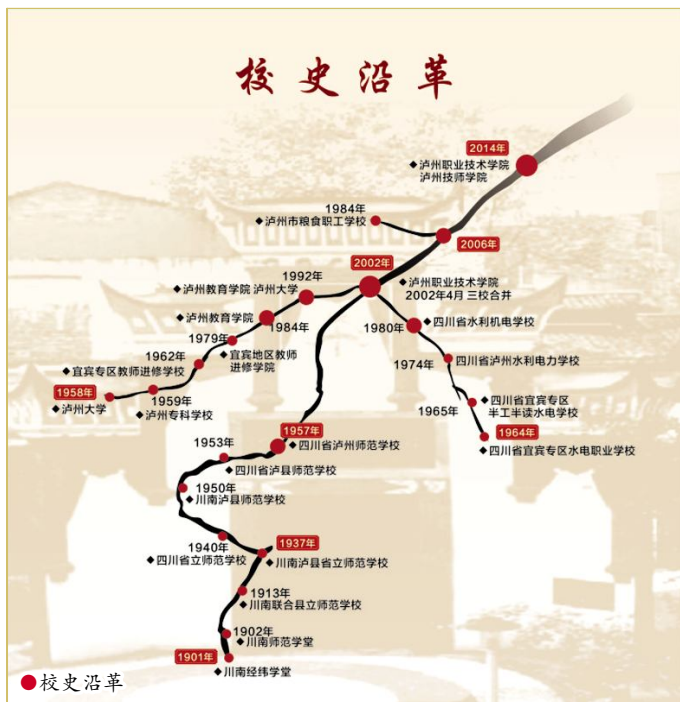 校史沿革
2014年
◆泸州职业技术学院
泸州技师学院
1984年
◆泸州市粮食职工学校
2006年
2002年
◆泸州职业技术学院
2002年4月 三校合并
1992年
◆泸州教育学院 泸州大学
◆泸州教育学院
1984年
1979年
◆宜宾地区教师
进修学院
1962年
◆宜宾专区教师进修学校
1959年
◆泸州专科学校
1958年
◆泸州大学
1980年
◆四川省水利机电学校
1974年
◆四川省泸州水利电力学校
1965年
◆四川省宜宾专区
半工半读水电学校
1964年
◆四川省宜宾专区水电职业学校
1957年
◆四川省泸州师范学校
1953年
◆四川省泸县师范学校
1950年
◆川南泸县师范学校
1940年
◆四川省立师范学校
1937年
◆川南泸县省立师范学校
1913年
◆川南联合县立师范学校
1902年
◆川南师范学堂
1901年
◆川南经纬学堂
●校史沿革